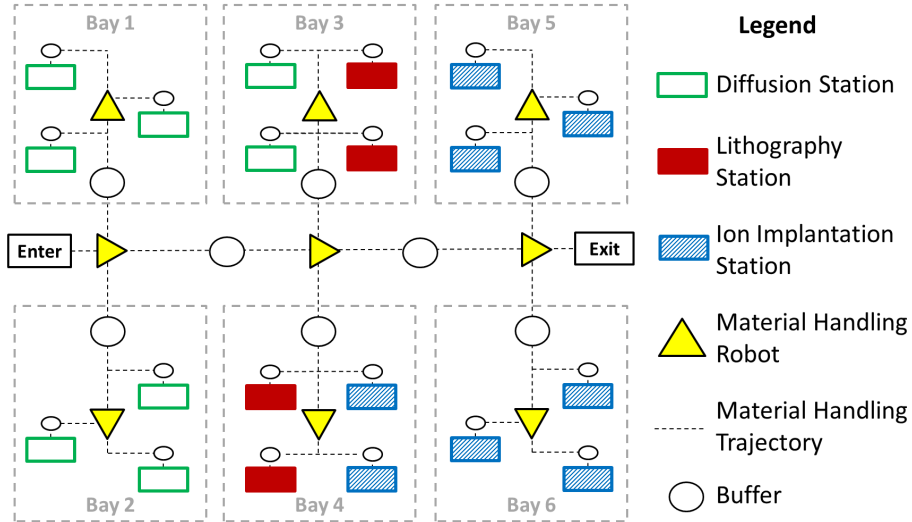 Bay 1
Bay 3
Bay 5
Legend
Diffusion Station
Lithography
Station
Enter
Exit
Ion Implantation
Station
Material Handling
Robot
Material Handling
Trajectory
Buffer
Bay 2
Bay 4
Bay 6